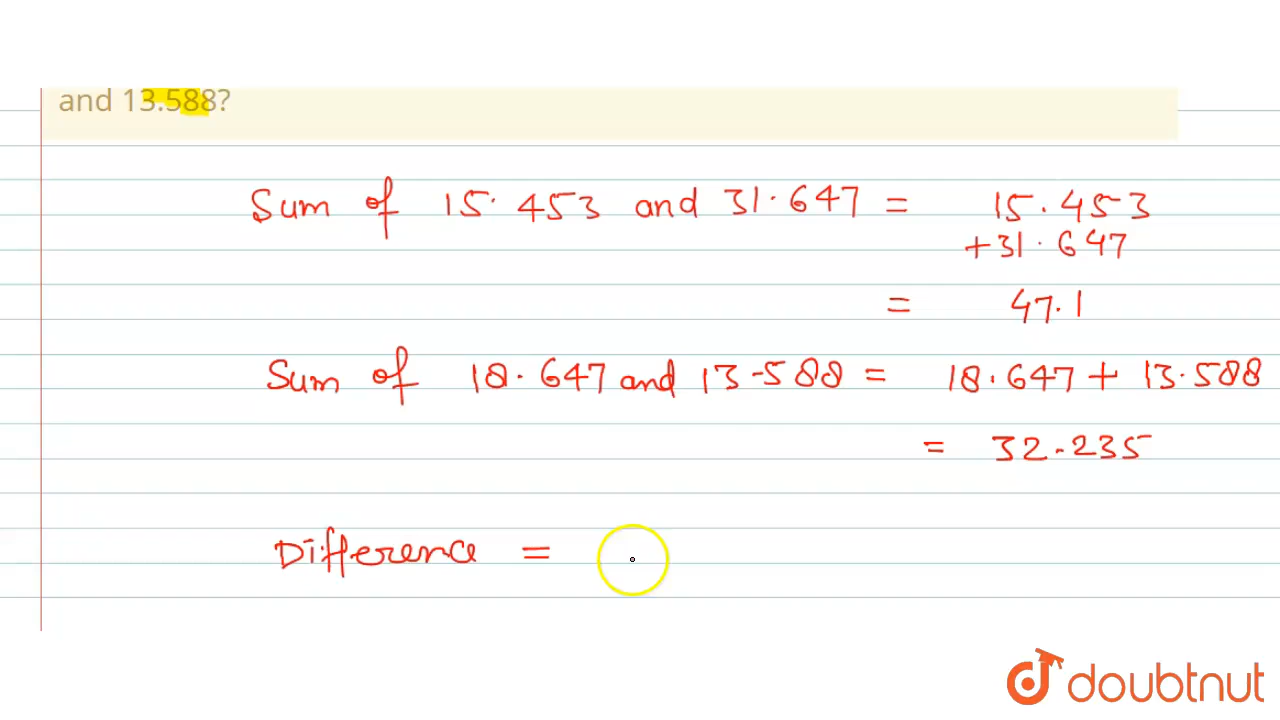 and 13.588?
Sum of 15.453 and 31.647 = 15.453
+31.647
= 47.1
Sum of 18.647 and 13.588 = 18.647 + 13.588
= 32.235
Difference =
doubtnut